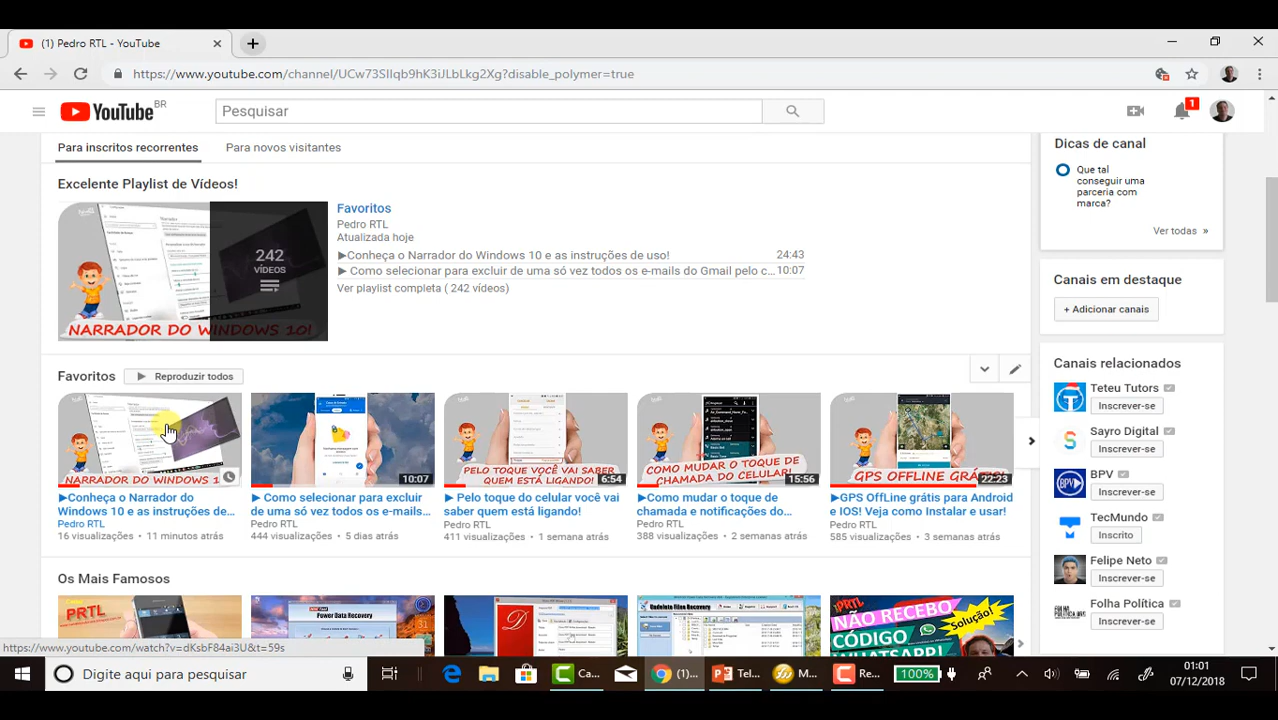 (1) Pedro RTL - YouTube
https://www.youtube.com/channel/UCw73SIlqb9hK3iJLbLkg2Xg?disable_polymer=true
YouTube BR
Pesquisar
1
Para inscritos recorrentes
Para novos visitantes
Excelente Playlist de Vídeos!
242
VÍDEOS
NARRADOR DO WINDOWS 10!
Favoritos
Pedro RTL
Atualizada hoje
▶Conheça o Narrador do Windows 10 e as instruções de uso! 24:43
▶ Como selecionar para excluir de uma só vez todos os e-mails do Gmail pelo c... 10:07
Ver playlist completa ( 242 vídeos)
Favoritos
Reproduzir todos
NARRADOR DO WINDOWS 1
▶Conheça o Narrador do
Windows 10 e as instruções de...
Pedro RTL
16 visualizações • 11 minutos atrás
10:07
▶ Como selecionar para excluir
de uma só vez todos os e-mails...
Pedro RTL
444 visualizações • 5 dias atrás
PELO TOQUE VOCÊ VAI SABER
QUEM ESTÁ LIGANDO!
6:54
▶ Pelo toque do celular você vai
saber quem está ligando!
Pedro RTL
411 visualizações • 1 semana atrás
COMO MUDAR O TOQUE DE
CHAMADA DO CELULAR!
15:56
▶Como mudar o toque de
chamada e notificações do...
Pedro RTL
388 visualizações • 2 semanas atrás
GPS OFFLINE GRÁTIS!
22:23
▶GPS OffLine grátis para Android
e IOS! Veja como Instalar e usar!
Pedro RTL
585 visualizações • 3 semanas atrás
Os Mais Famosos
PRTL
Power Data Recovery
Undelete Files Recovery
PRTL
NÃO RECEBO
CÓDIGO
WHATSAPP!
Solução!
Dicas de canal
Que tal
conseguir uma
parceria com
marca?
Ver todas »
Canais em destaque
+ Adicionar canais
Canais relacionados
Teteu Tutors
Inscrever-se
Sayro Digital
Inscrever-se
BPV
BPV
Inscrever-se
TecMundo
Inscrito
Felipe Neto
Inscrever-se
Folha Política
Inscrever-se
https://www.youtube.com/watch?v=dKsbF84ai3U&t=59s
Digite aqui para pesquisar
Ca...
(1)...
Tel...
M...
Re...
100%
01:01
07/12/2018